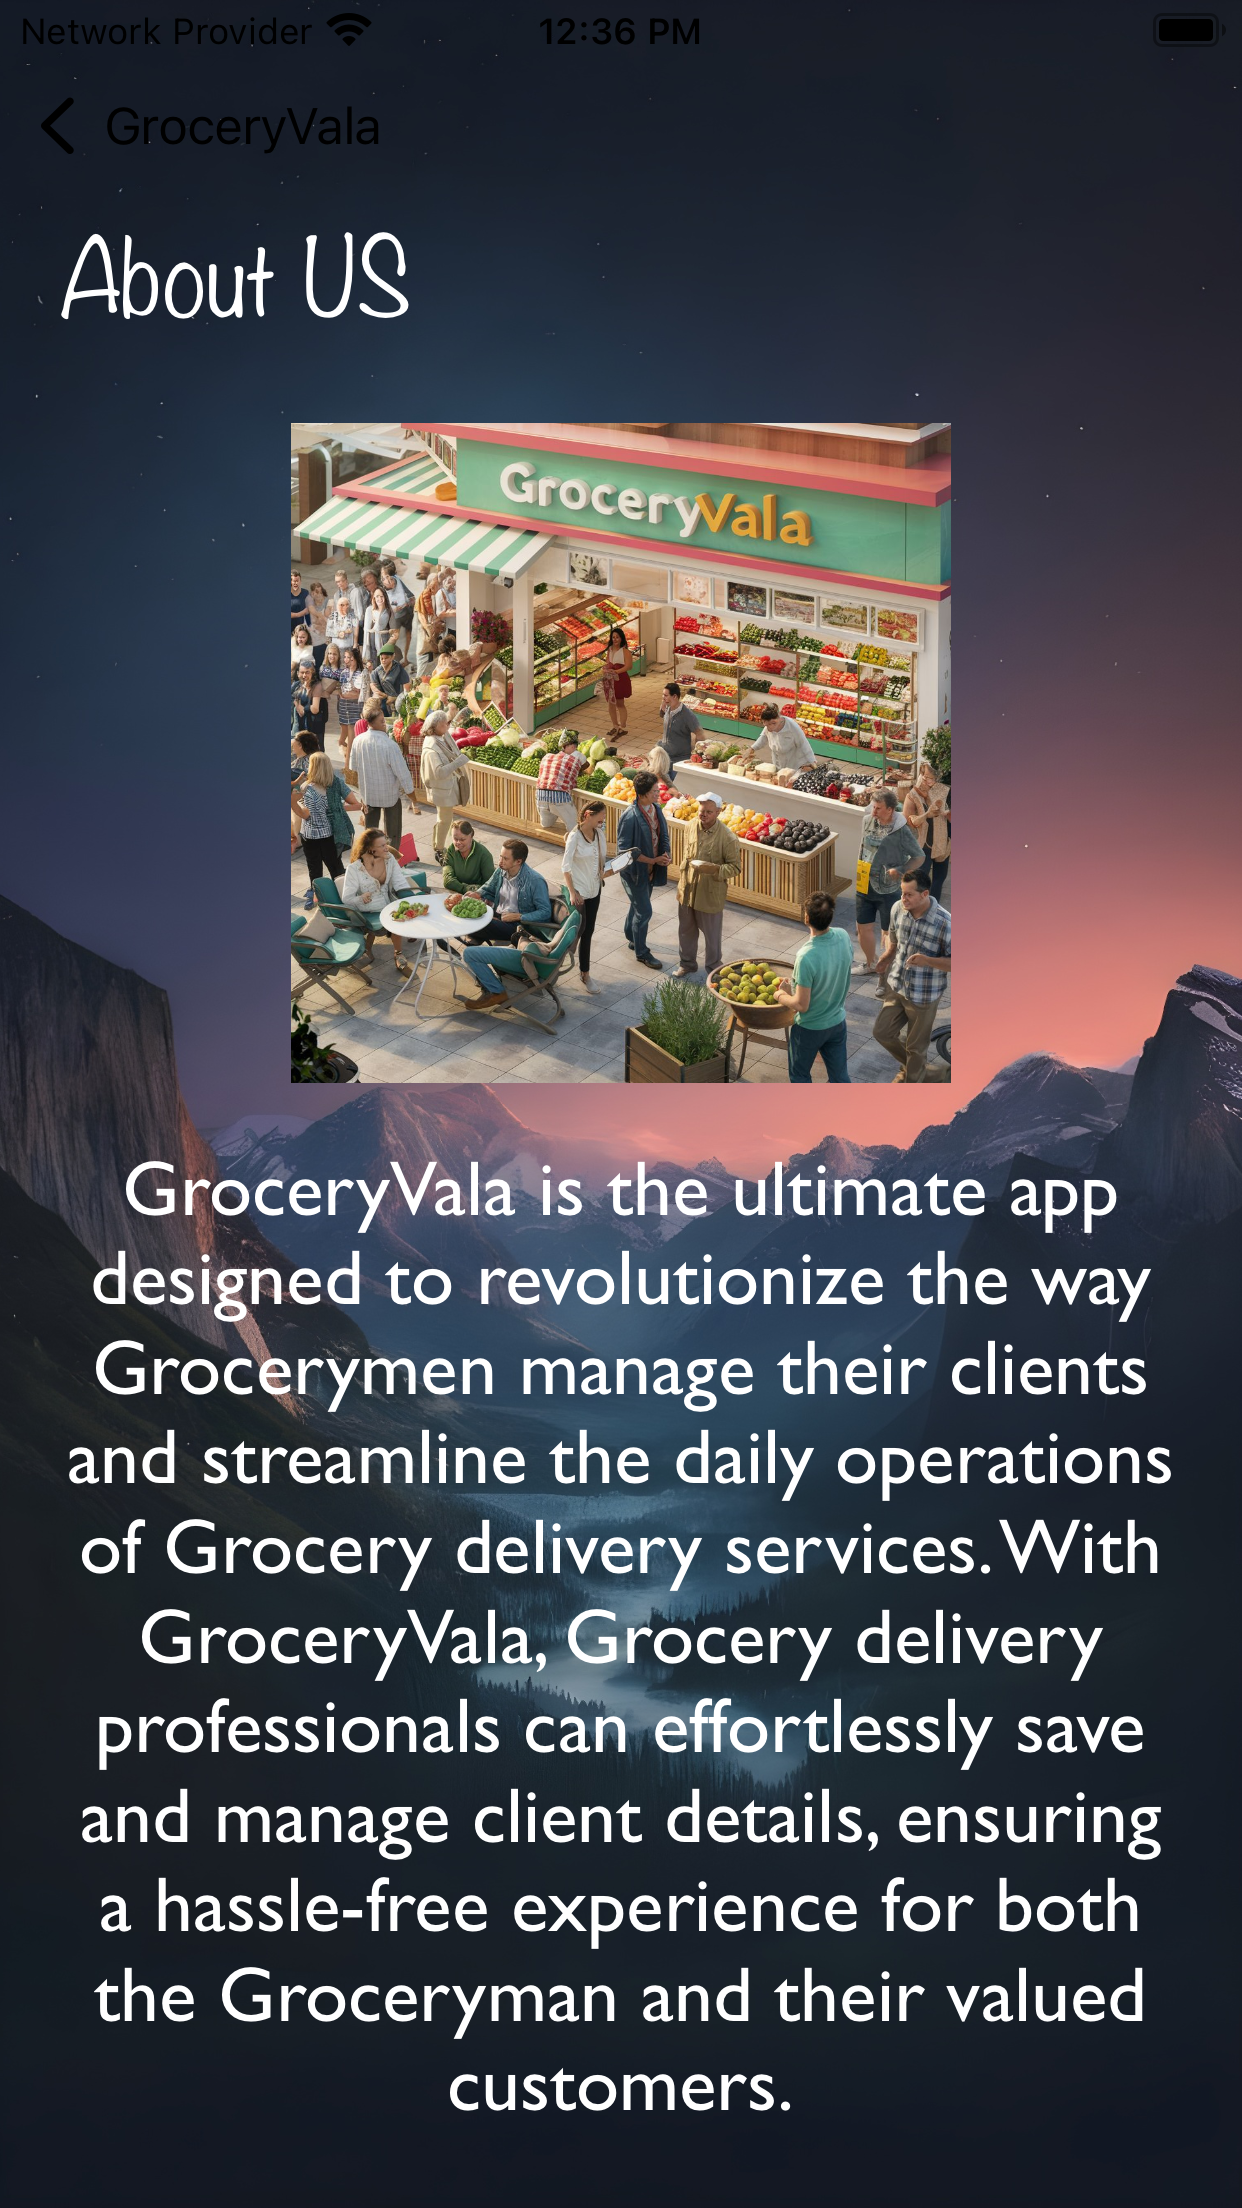 Network Provider 12:36 PM
GroceryVala
About US
GroceryVala
GroceryVala is the ultimate app
designed to revolutionize the way
Grocerymen manage their clients
and streamline the daily operations
of Grocery delivery services. With
GroceryVala, Grocery delivery
professionals can effortlessly save
and manage client details, ensuring
a hassle-free experience for both
the Groceryman and their valued
customers.